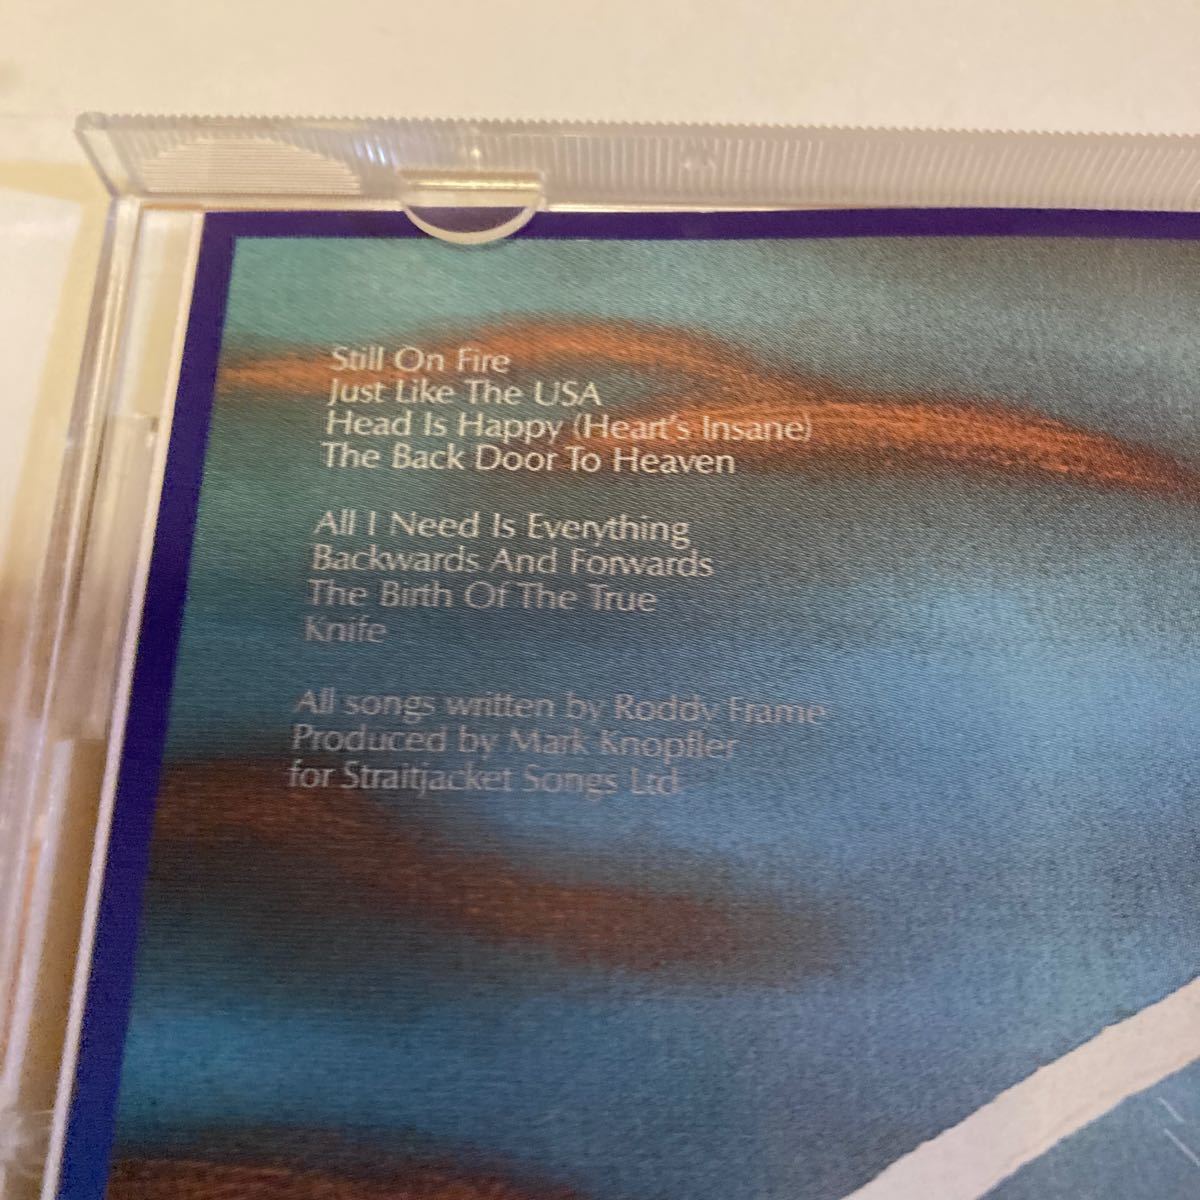 Still On Fire
Just Like The USA
Head Is Happy (Heart's Insane)
The Back Door To Heaven
All I Need Is Everything
Backwards And Forwards
The Birth Of The True
Knife
All songs written by Roddy Frame
Produced by Mark Knopfler
for Straitjacket Songs Ltd.